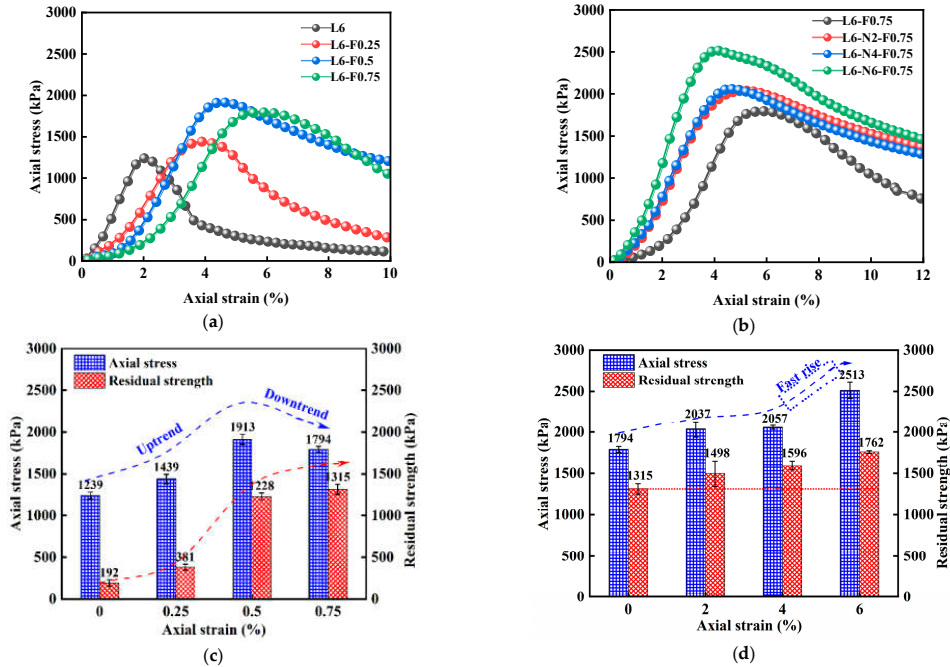 3000
2500
2000
1500
1000
500
0
Axial stress (kPa)
L6
L6-F0.25
L6-F0.5
L6-F0.75
0 2 4 6 8 10
Axial strain (%)
(a)
3000
2500
2000
1500
1000
500
0
Axial stress (kPa)
L6-F0.75
L6-N2-F0.75
L6-N4-F0.75
L6-N6-F0.75
0 2 4 6 8 10 12
Axial strain (%)
(b)
3000
2500
2000
1500
1000
500
0
Axial stress (kPa)
Axial stress
Residual strength
Uptrend
Downtrend
1239
192
1439
381
1913
1228
1794
1315
3000
2500
2000
1500
1000
500
0
Residual strength (kPa)
0 0.25 0.5 0.75
Axial strain (%)
(c)
3000
2500
2000
1500
1000
500
0
Axial stress (kPa)
Axial stress
Residual strength
Fast rise
1794
1315
2037
1498
2057
1596
2513
1762
3000
2500
2000
1500
1000
500
0
Residual strength (kPa)
0 2 4 6
Axial strain (%)
(d)